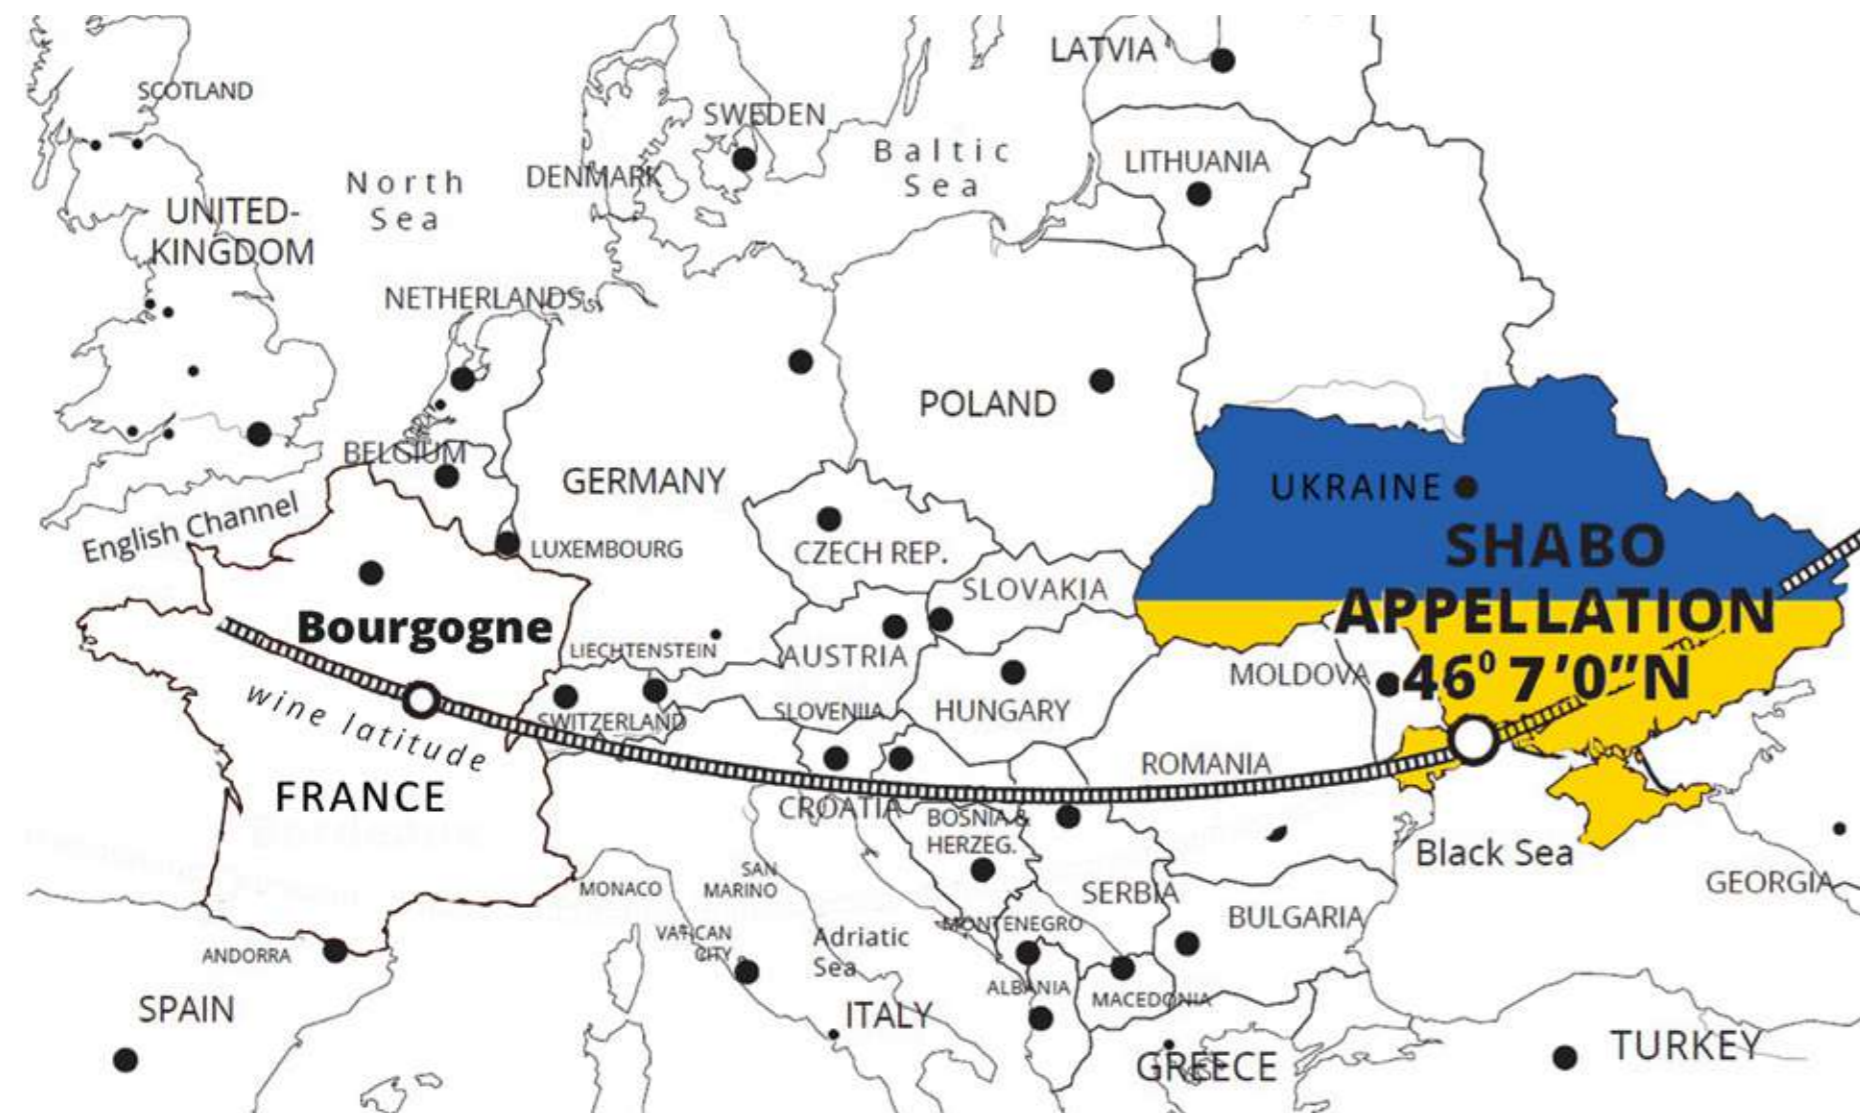 SCOTLAND
UNITED-
KINGDOM
North
Sea
DENMARK
SWEDEN
Baltic
Sea
LATVIA
LITHUANIA
NETHERLANDS
BELGIUM
English Channel
GERMANY
POLAND
LUXEMBOURG
CZECH REP.
SLOVAKIA
UKRAINE
SHABO
APPELLATION
46⁰ 7’0”N
Bourgogne
LIECHTENSTEIN
AUSTRIA
MOLDOVA
wine latitude
SWITZERLAND
SLOVENIIA
HUNGARY
ROMANIA
FRANCE
CROATIA
BOSNIA &
HERZEG.
Black Sea
GEORGIA
MONACO
SAN
MARINO
SERBIA
BULGARIA
MONTENEGRO
VATICAN
CITY
Adriatic
Sea
ANDORRA
ALBANIA
MACEDONIA
SPAIN
ITALY
GREECE
TURKEY